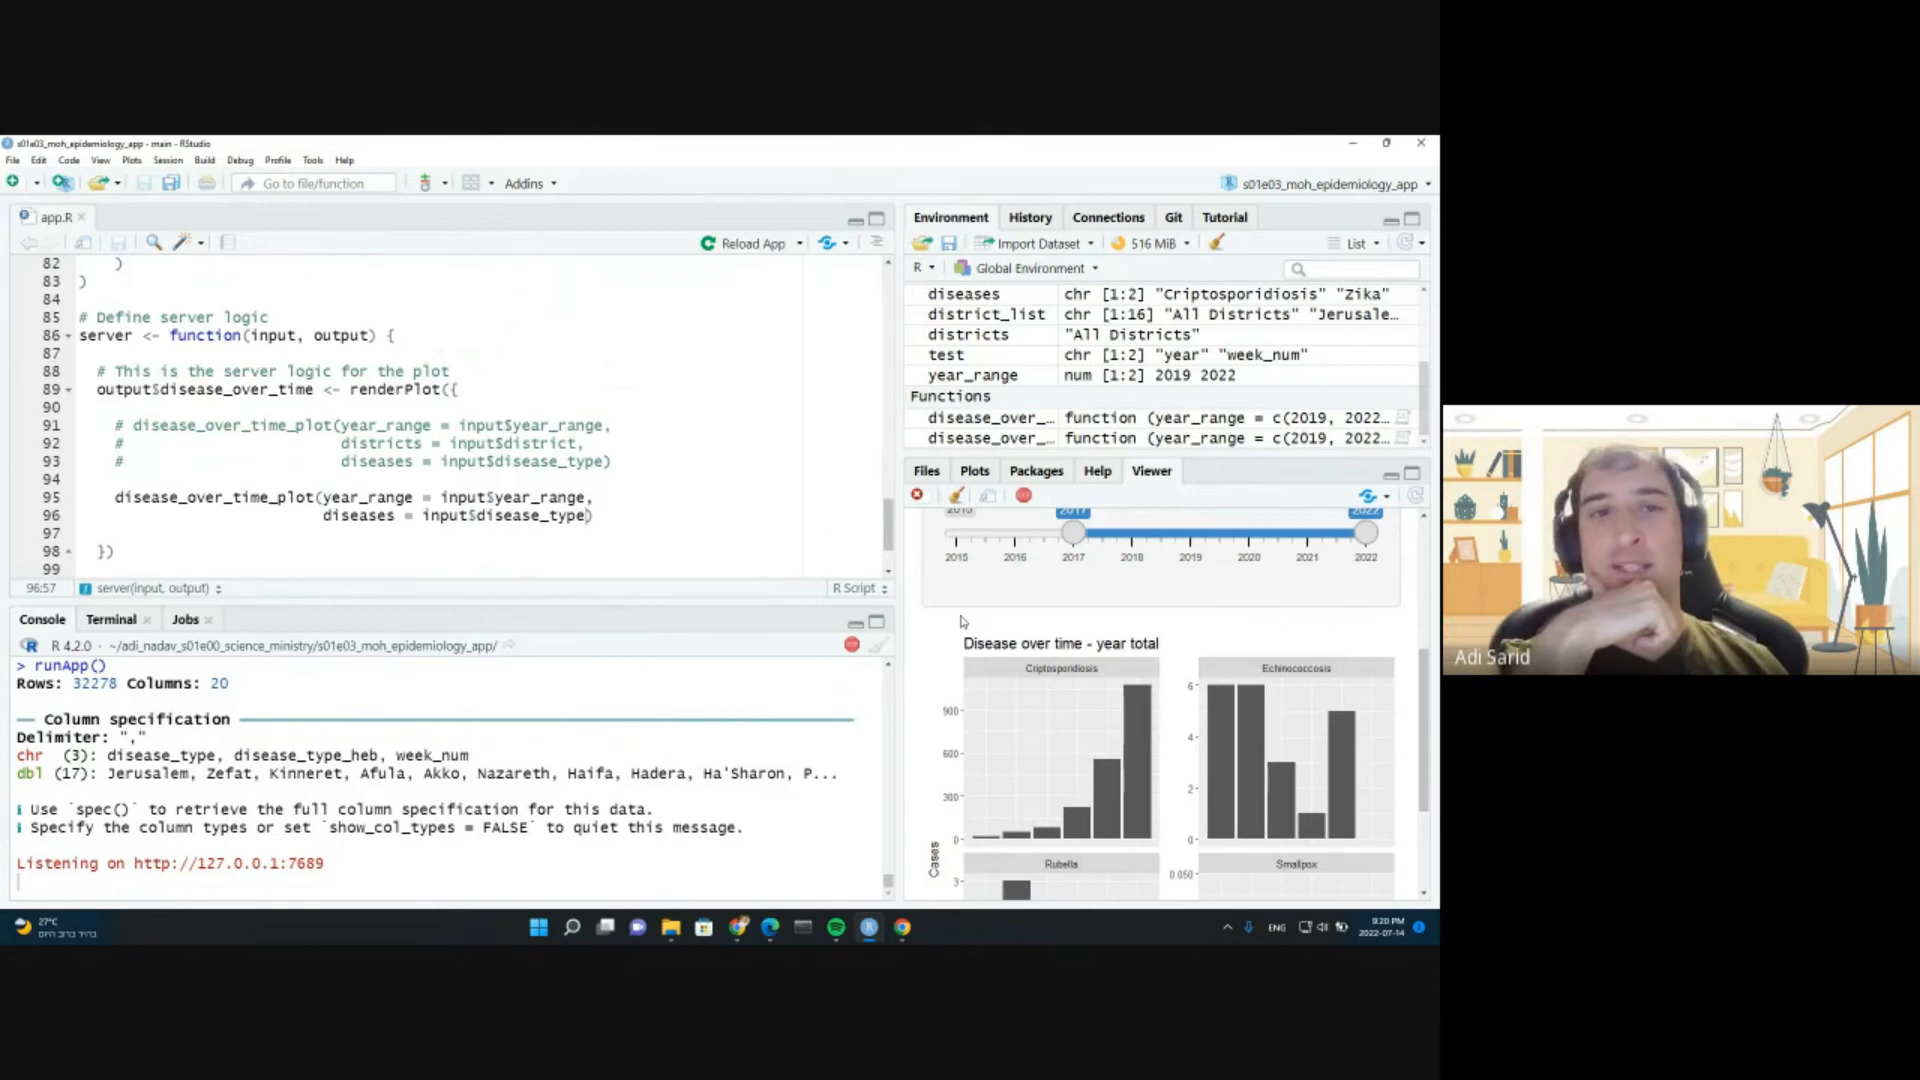 s01e03_moh_epidemiology_app - main - RStudio
File Edit Code View Plots Session Build Debug Profile Tools Help
Go to file/function
Addins
s01e03_moh_epidemiology_app
app.R
Reload App
82 )
83 )
84
85 # Define server logic
86 server <- function(input, output) {
87
88 # This is the server logic for the plot
89 output$disease_over_time <- renderPlot({
90
91 # disease_over_time_plot(year_range = input$year_range,
92 # districts = input$district,
93 # diseases = input$disease_type)
94
95 disease_over_time_plot(year_range = input$year_range,
96 diseases = input$disease_type)
97
98 })
99
96:57 server(input, output) R Script
Console Terminal Jobs
R 4.2.0 · ~/adi_nadav_s01e00_science_ministry/s01e03_moh_epidemiology_app/
> runApp()
Rows: 32278 Columns: 20
── Column specification ──
Delimiter: ","
chr (3): disease_type, disease_type_heb, week_num
dbl (17): Jerusalem, Zefat, Kinneret, Afula, Akko, Nazareth, Haifa, Hadera, Ha'Sharon, P...
ℹ Use `spec()` to retrieve the full column specification for this data.
ℹ Specify the column types or set `show_col_types = FALSE` to quiet this message.
Listening on http://127.0.0.1:7689
Environment History Connections Git Tutorial
Import Dataset 516 MiB List
R Global Environment
diseases chr [1:2] "Criptosporidiosis" "Zika"
district_list chr [1:16] "All Districts" "Jerusale...
districts "All Districts"
test chr [1:2] "year" "week_num"
year_range num [1:2] 2019 2022
Functions
disease_over_... function (year_range = c(2019, 2022...
disease_over_... function (year_range = c(2019, 2022...
Files Plots Packages Help Viewer
2015 2017 2022
2015 2016 2017 2018 2019 2020 2021 2022
Disease over time - year total
Criptosporidiosis Echinococcosis
900
600
300
0
6
4
2
0
Cases
Rubella Smallpox
3
0.050
Adi Sarid
27°C
בהיר ברוב היום
ENG
9:20 PM
2022-07-14